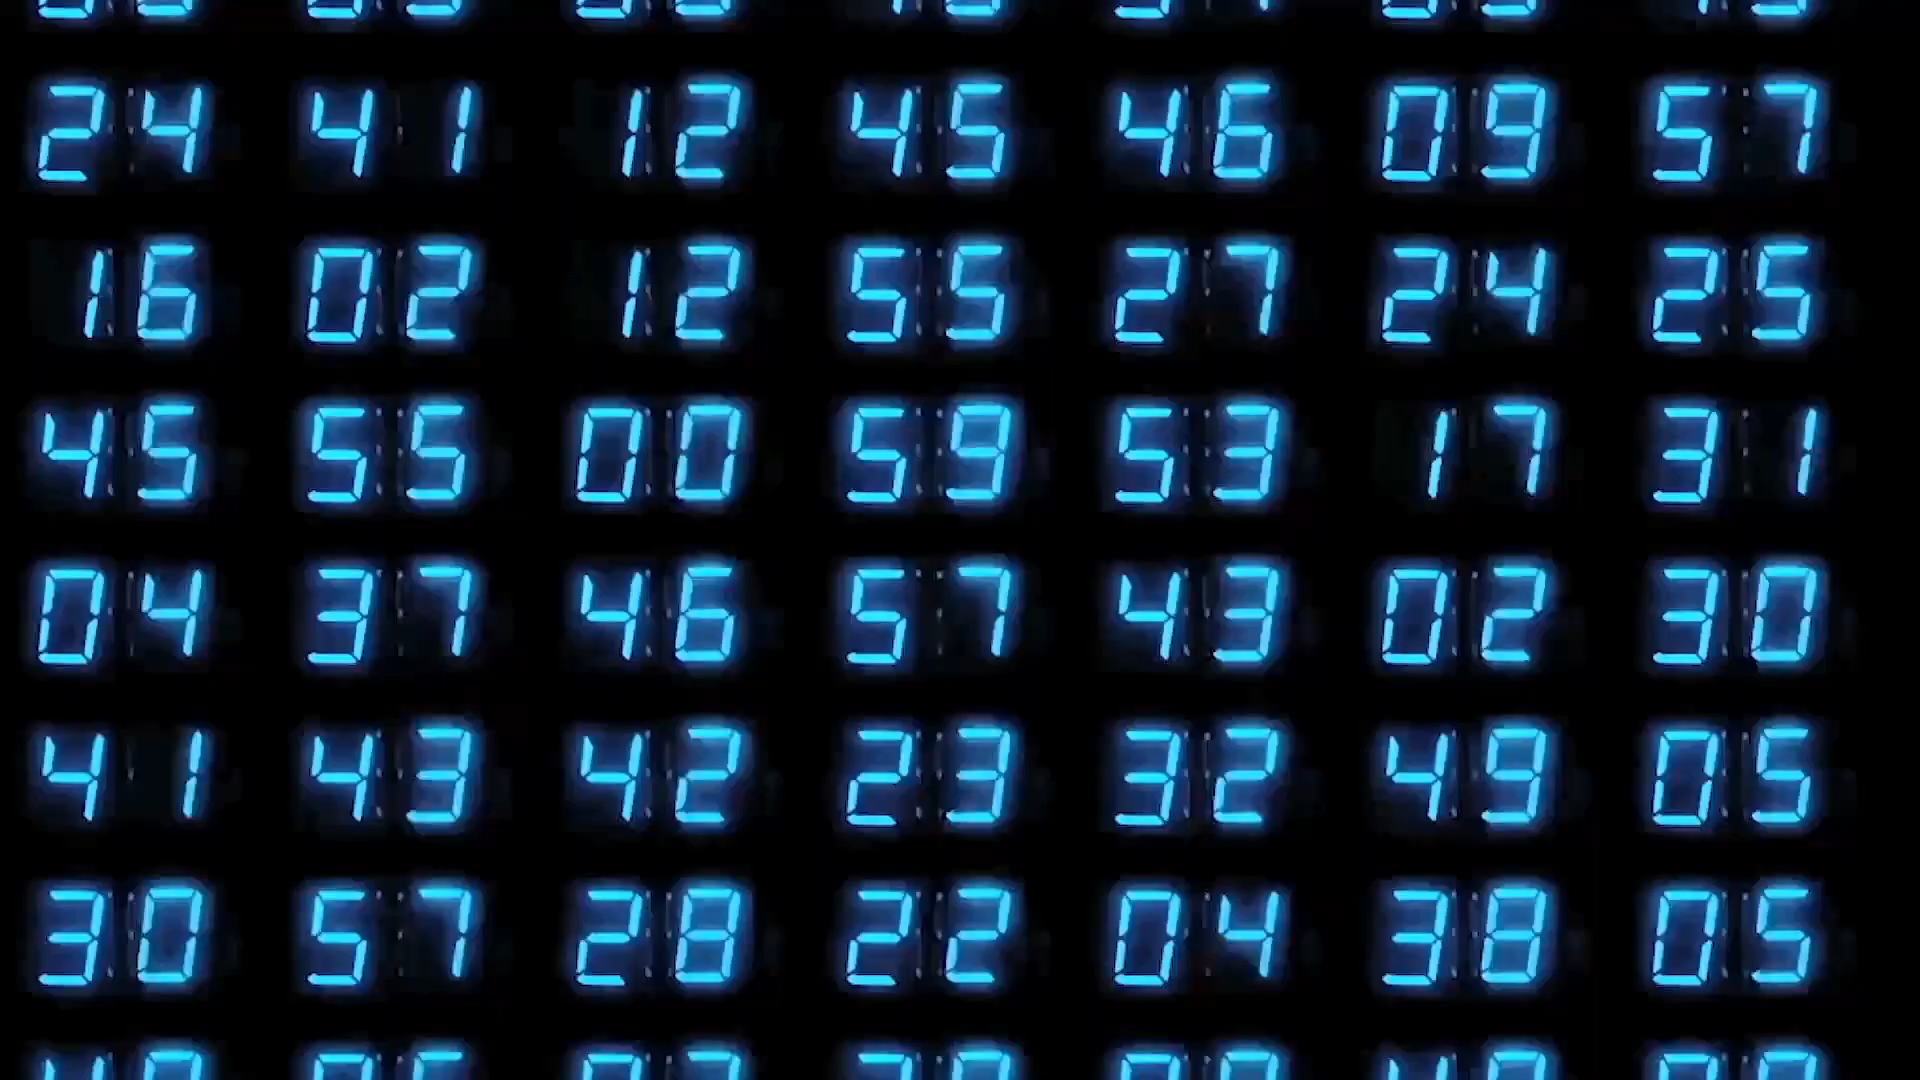 24 41 12 45 46 09 57
16 02 12 55 27 24 25
45 55 00 59 53 17 31
04 37 46 57 43 02 30
41 43 42 23 32 49 05
30 57 28 22 04 38 05